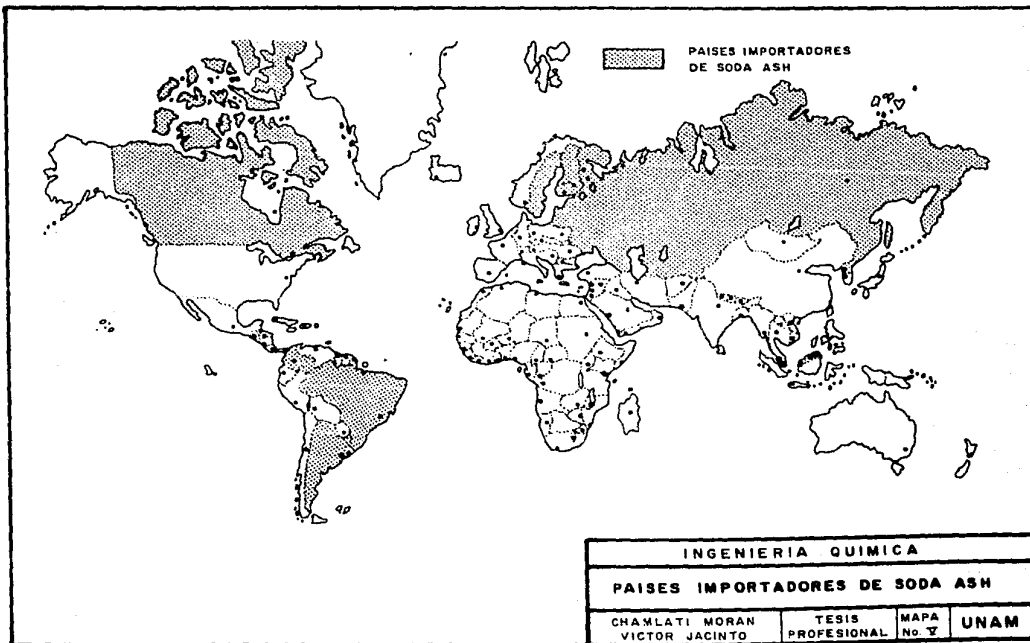 PAISES IMPORTADORES
DE SODA ASH
INGENIERIA QUIMICA
PAISES IMPORTADORES DE SODA ASH
CHAMLATI MORAN
VICTOR JACINTO
TESIS
PROFESIONAL
MAPA
No. V
UNAM